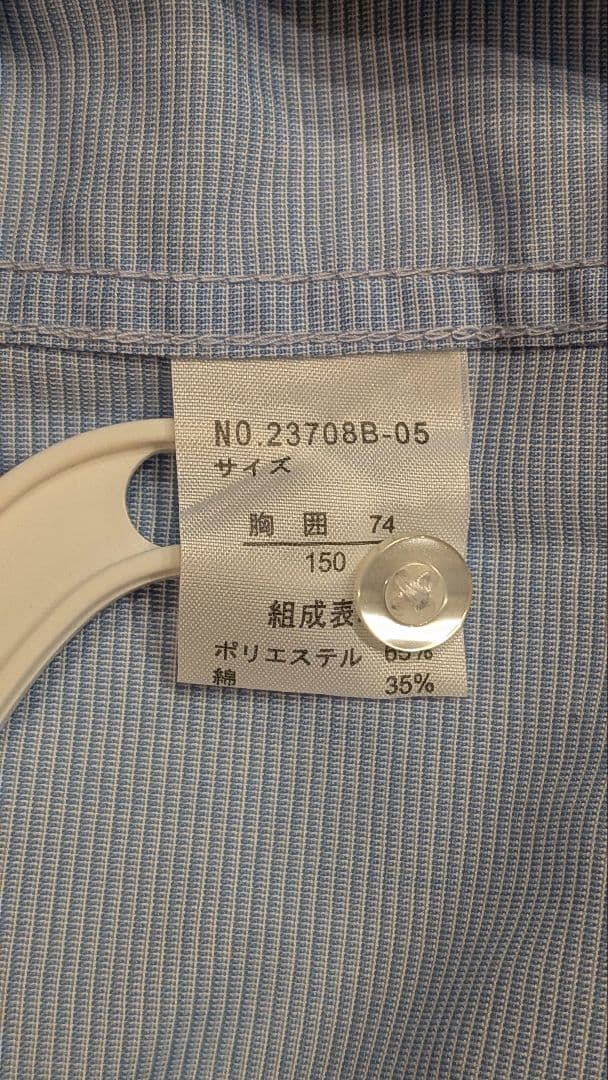 NO.23708B-05
サイズ
胸 囲 74
150
組成表
ポリエステル 65%
綿 35%